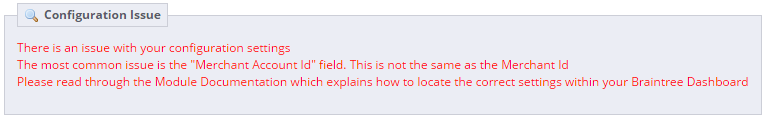 Configuration Issue
There is an issue with your configuration settings
The most common issue is the "Merchant Account Id" field. This is not the same as the Merchant Id
Please read through the Module Documentation which explains how to locate the correct settings within your Braintree Dashboard